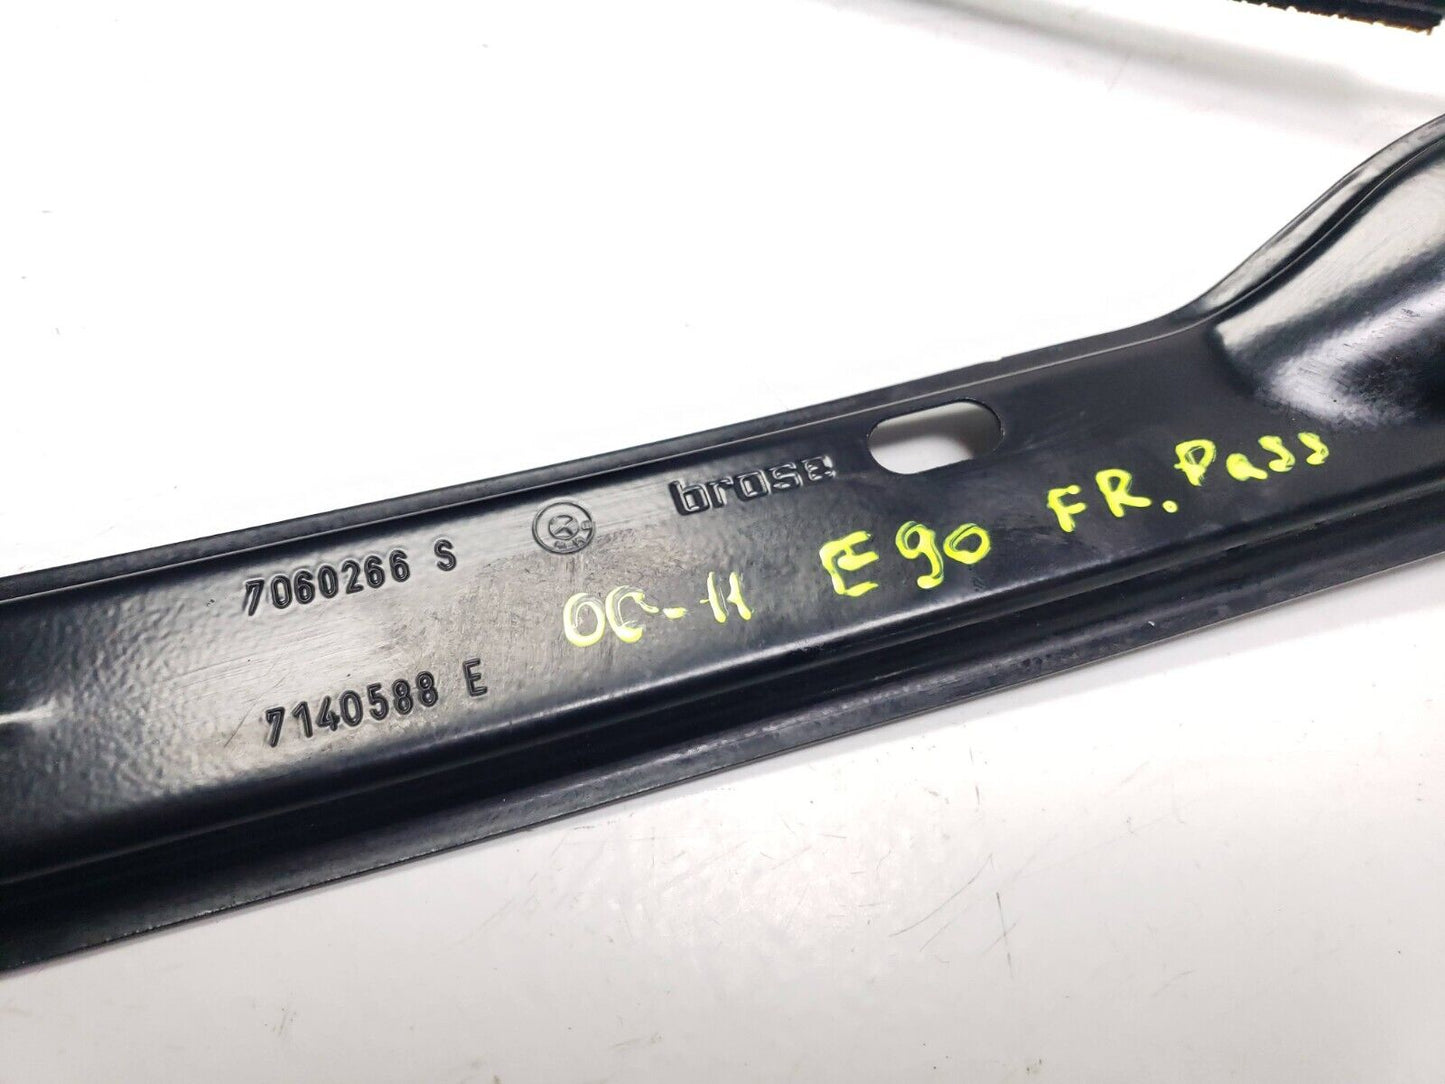 brose
7060266 S
7140588 E
06-11 E90 FR. Pass